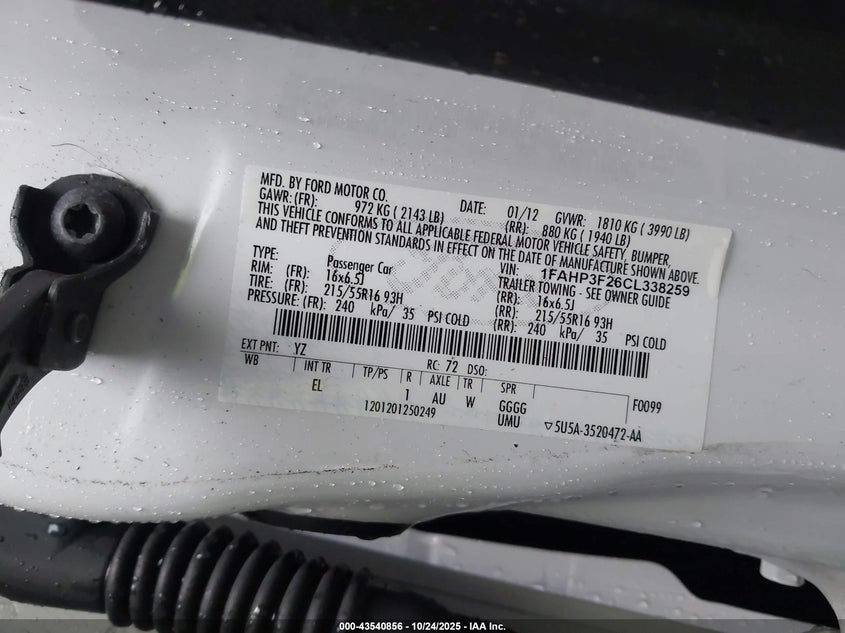 MFD. BY FORD MOTOR CO. DATE: 01/12 GVWR: 1810 KG ( 3990 LB)
GAWR: (FR): 972 KG ( 2143 LB) (RR): 880 KG ( 1940 LB)
THIS VEHICLE CONFORMS TO ALL APPLICABLE FEDERAL MOTOR VEHICLE SAFETY, BUMPER,
AND THEFT PREVENTION STANDARDS IN EFFECT ON THE DATE OF MANUFACTURE SHOWN ABOVE.
VIN: 1FAHP3F26CL338259
TYPE: Passenger Car TRAILER TOWING - SEE OWNER GUIDE
RIM: (FR): 16x6.5J (RR): 16x6.5J
TIRE: (FR): 215/55R16 93H (RR): 215/55R16 93H
PRESSURE: (FR): 240 kPa/ 35 PSI COLD (RR): 240 kPa/ 35 PSI COLD
EXT PNT: YZ RC: 72 DSO:
WB INT TR TP/PS R AXLE TR SPR F0099
EL 1 AU W GGGG
1201201250249 UMU ▽5U5A-3520472-AA
000-43540856 - 10/24/2025 - IAA Inc.